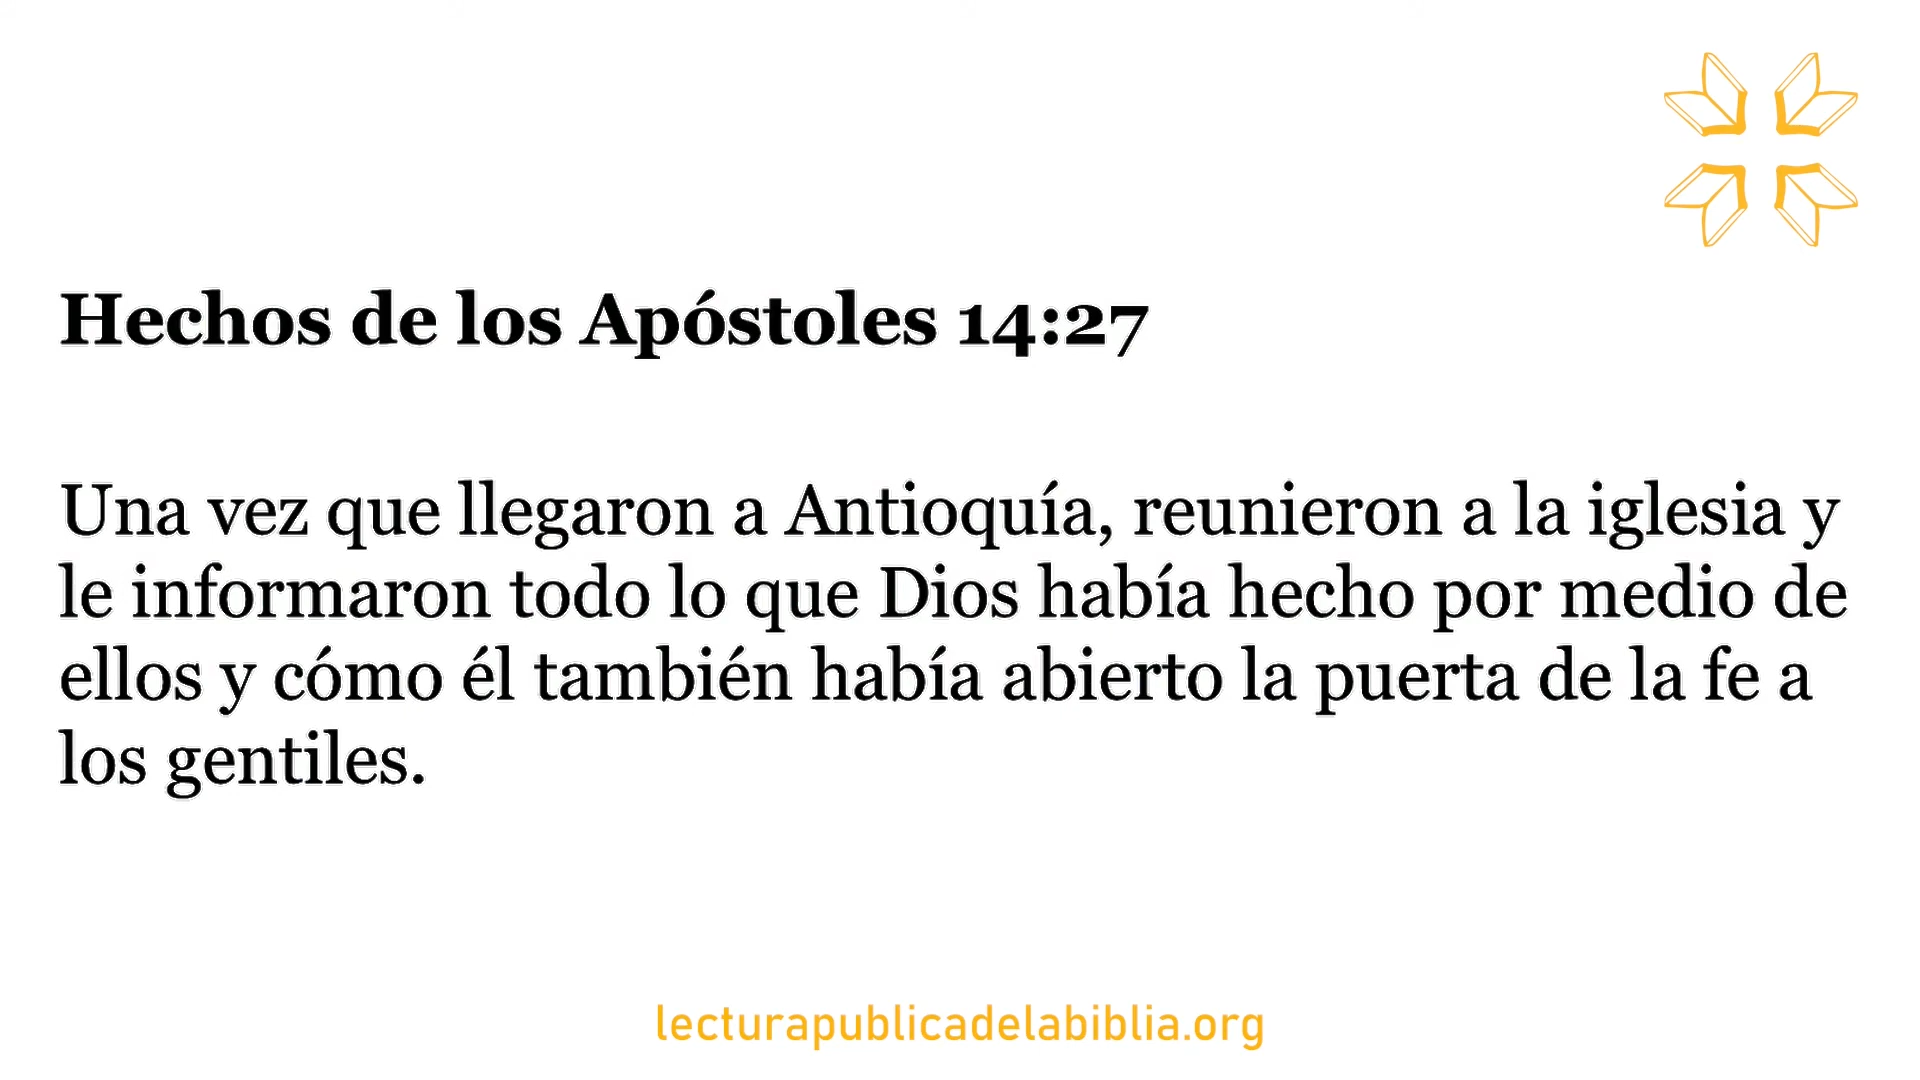 Hechos de los Apóstoles 14:27
Una vez que llegaron a Antioquía, reunieron a la iglesia y
le informaron todo lo que Dios había hecho por medio de
ellos y cómo él también había abierto la puerta de la fe a
los gentiles.
lecturapublicadelabiblia.org